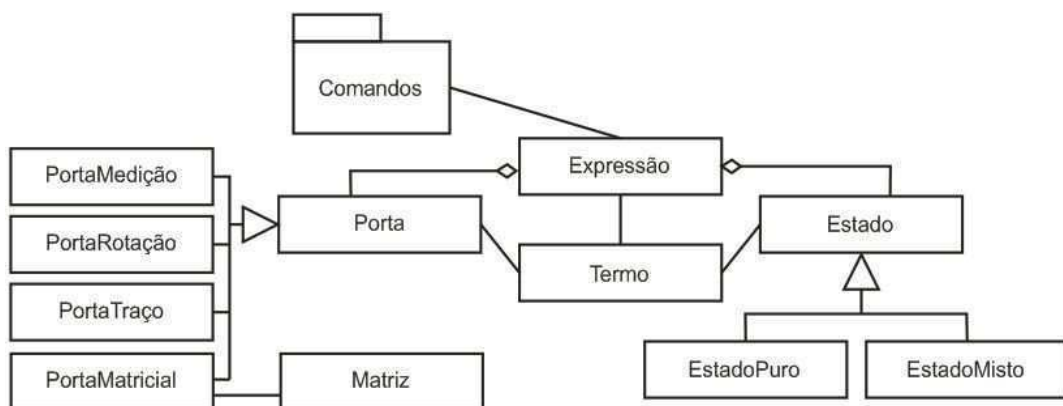 Comandos
Expressão
PortaMedição
Porta
Estado
PortaRotação
Termo
PortaTraço
EstadoPuro
EstadoMisto
PortaMatricial
Matriz